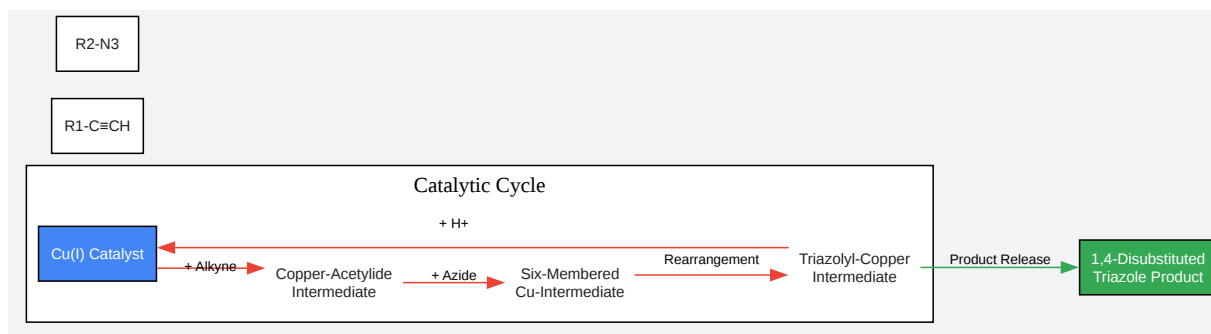 R2-N3
R1-C≡CH
Catalytic Cycle
+ H+
Cu(I) Catalyst
+ Alkyne
Copper-Acetylide
Intermediate
+ Azide
Six-Membered
Cu-Intermediate
Rearrangement
Triazolyl-Copper
Intermediate
Product Release
1,4-Disubstituted
Triazole Product